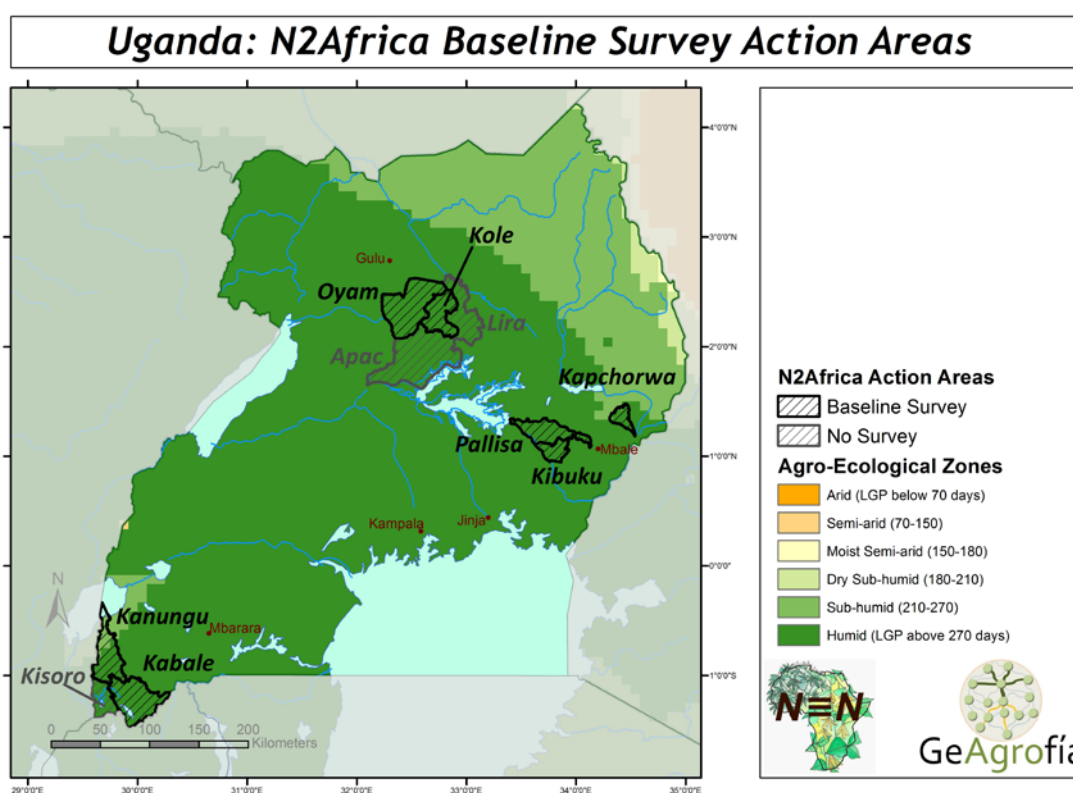 Uganda: N2Africa Baseline Survey Action Areas
4°0'0"N
3°0'0"N
Kole
Gulu
Oyam
Lira
2°0'0"N
Apac
Kapchorwa
Pallisa
Mbale
1°0'0"N
Kibuku
Kampala
Jinja
0°0'0"
N
Kanungu
Mbarara
Kabale
Kisoro
1°0'0"S
0 50 100 150 200
Kilometers
29°0'0"E 30°0'0"E 31°0'0"E 32°0'0"E 33°0'0"E 34°0'0"E 35°0'0"E
N2Africa Action Areas
Baseline Survey
No Survey
Agro-Ecological Zones
Arid (LGP below 70 days)
Semi-arid (70-150)
Moist Semi-arid (150-180)
Dry Sub-humid (180-210)
Sub-humid (210-270)
Humid (LGP above 270 days)
N≡N
GeAgrofía